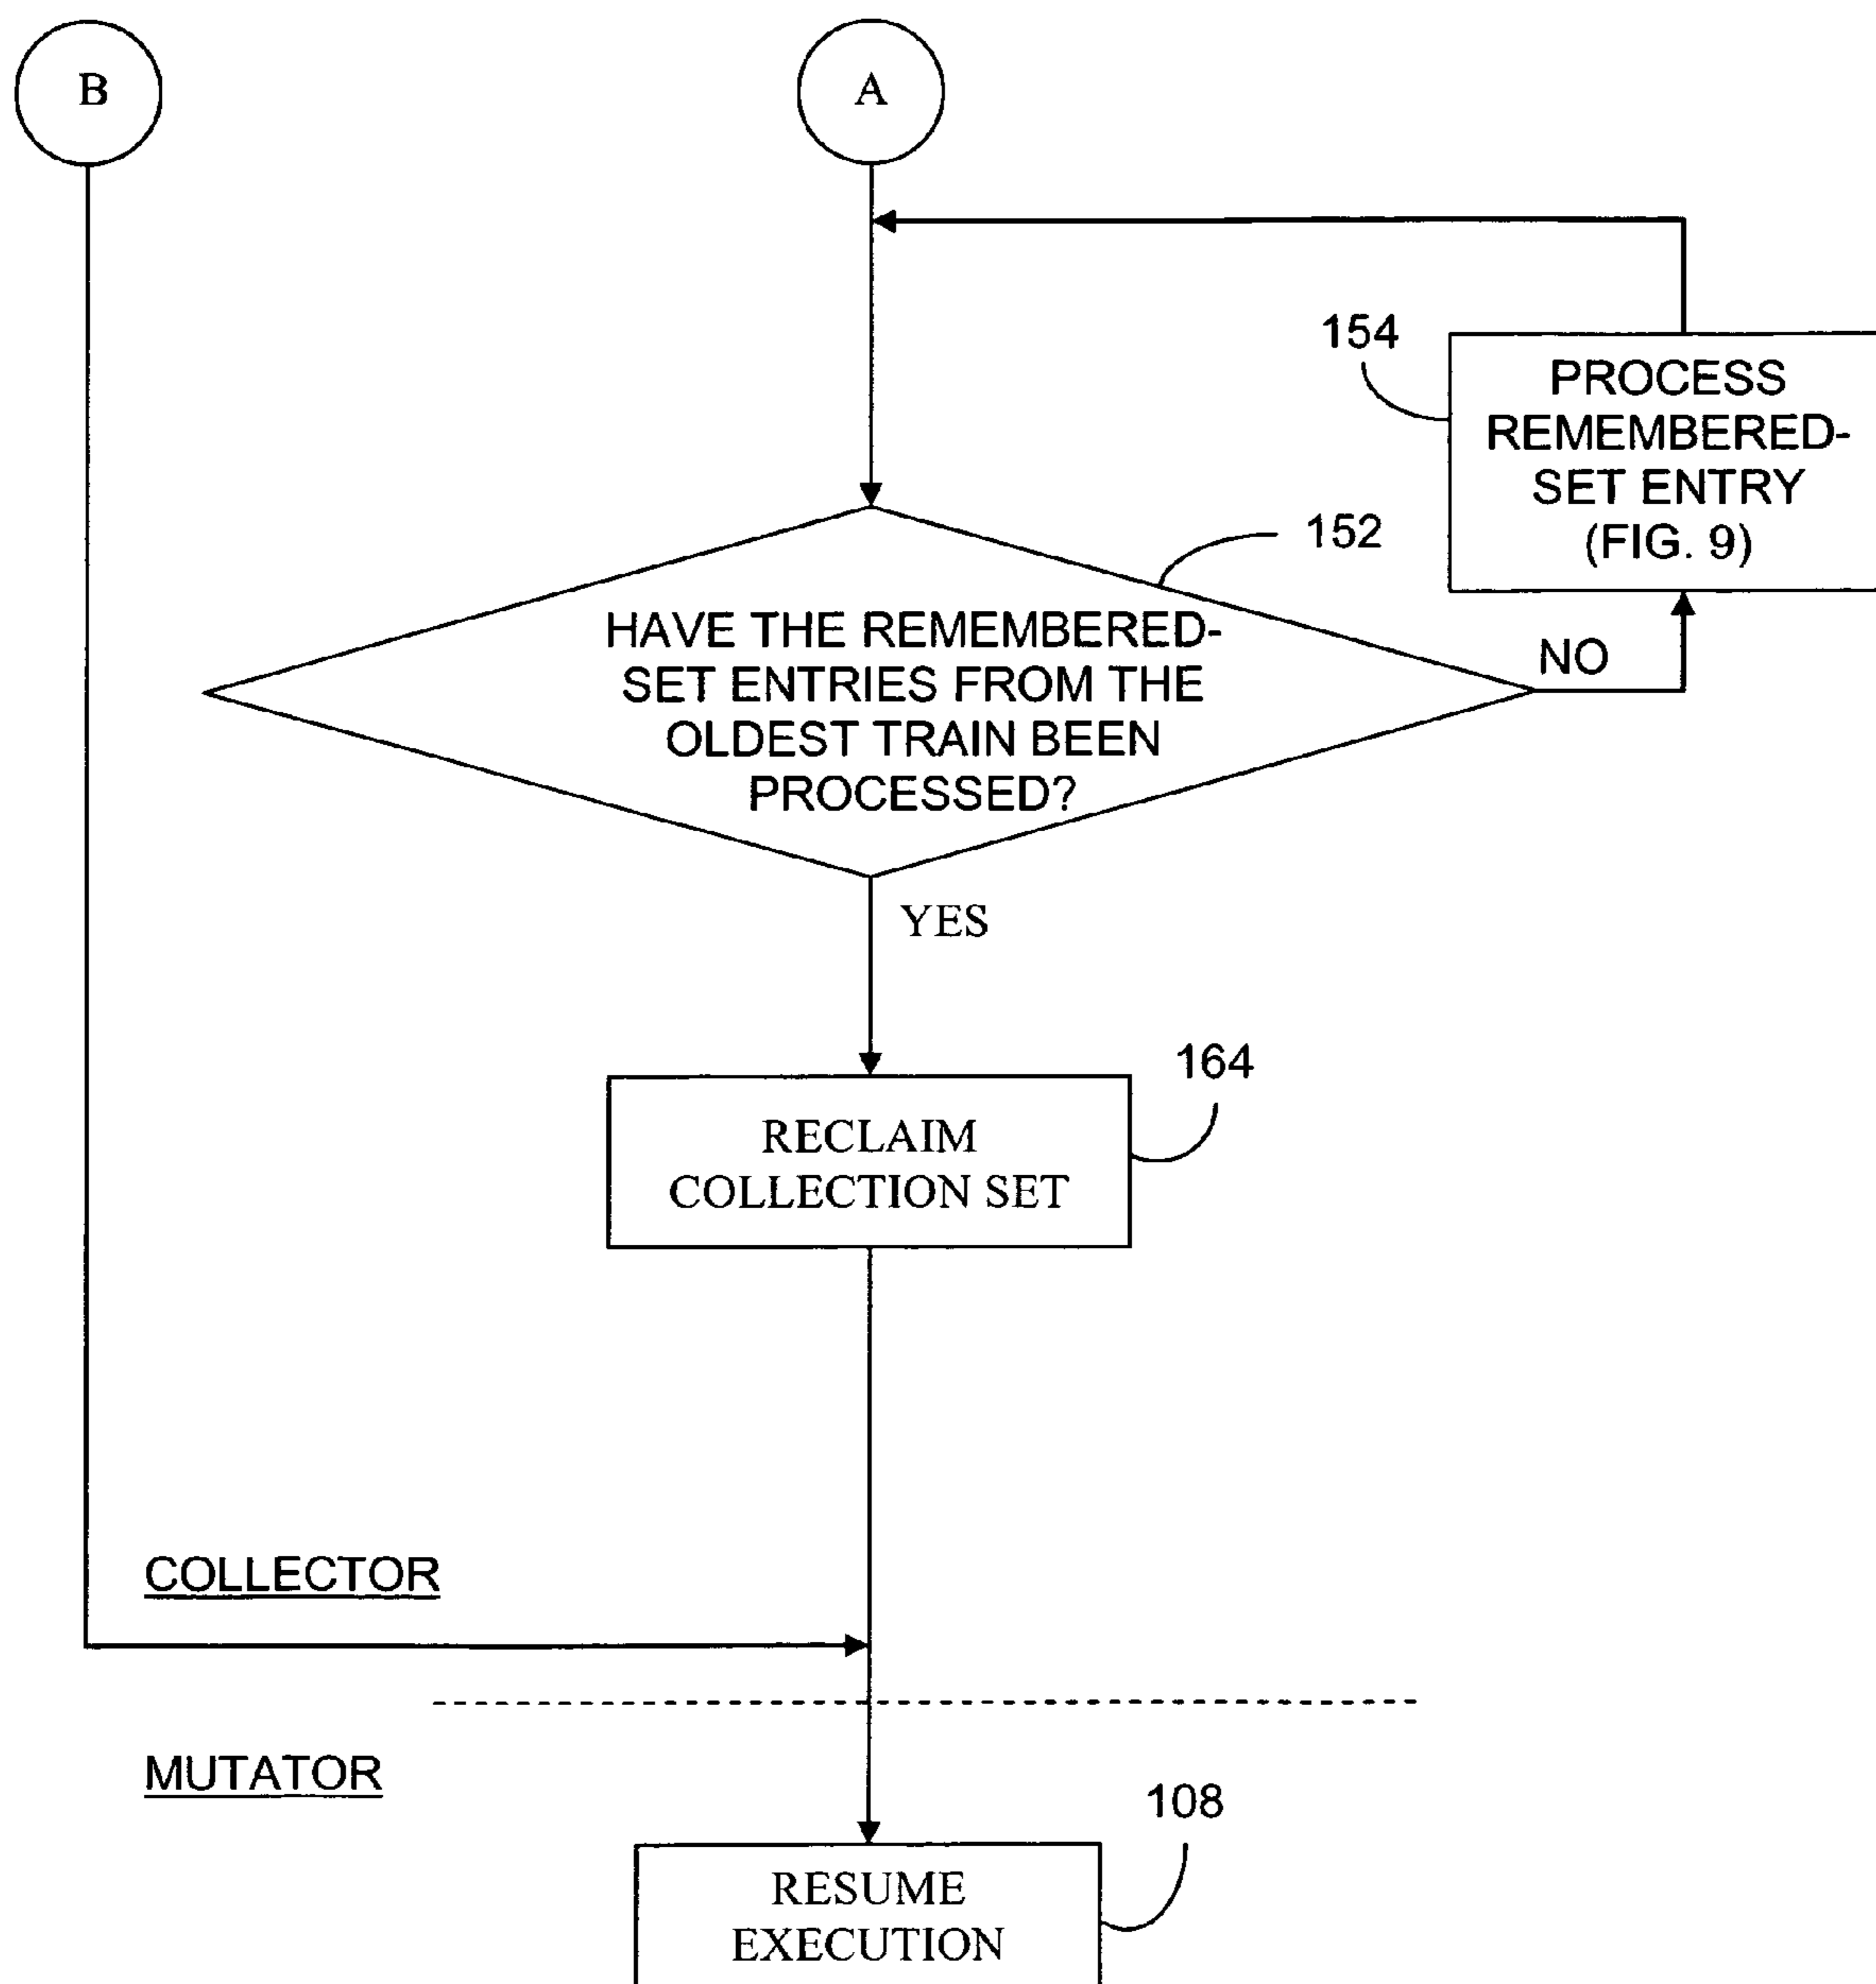 B
A
154
PROCESS
REMEMBERED-
SET ENTRY
(FIG. 9)
152
HAVE THE REMEMBERED-
SET ENTRIES FROM THE
OLDEST TRAIN BEEN
PROCESSED?
NO
YES
164
RECLAIM
COLLECTION SET
COLLECTOR
MUTATOR
108
RESUME
EXECUTION